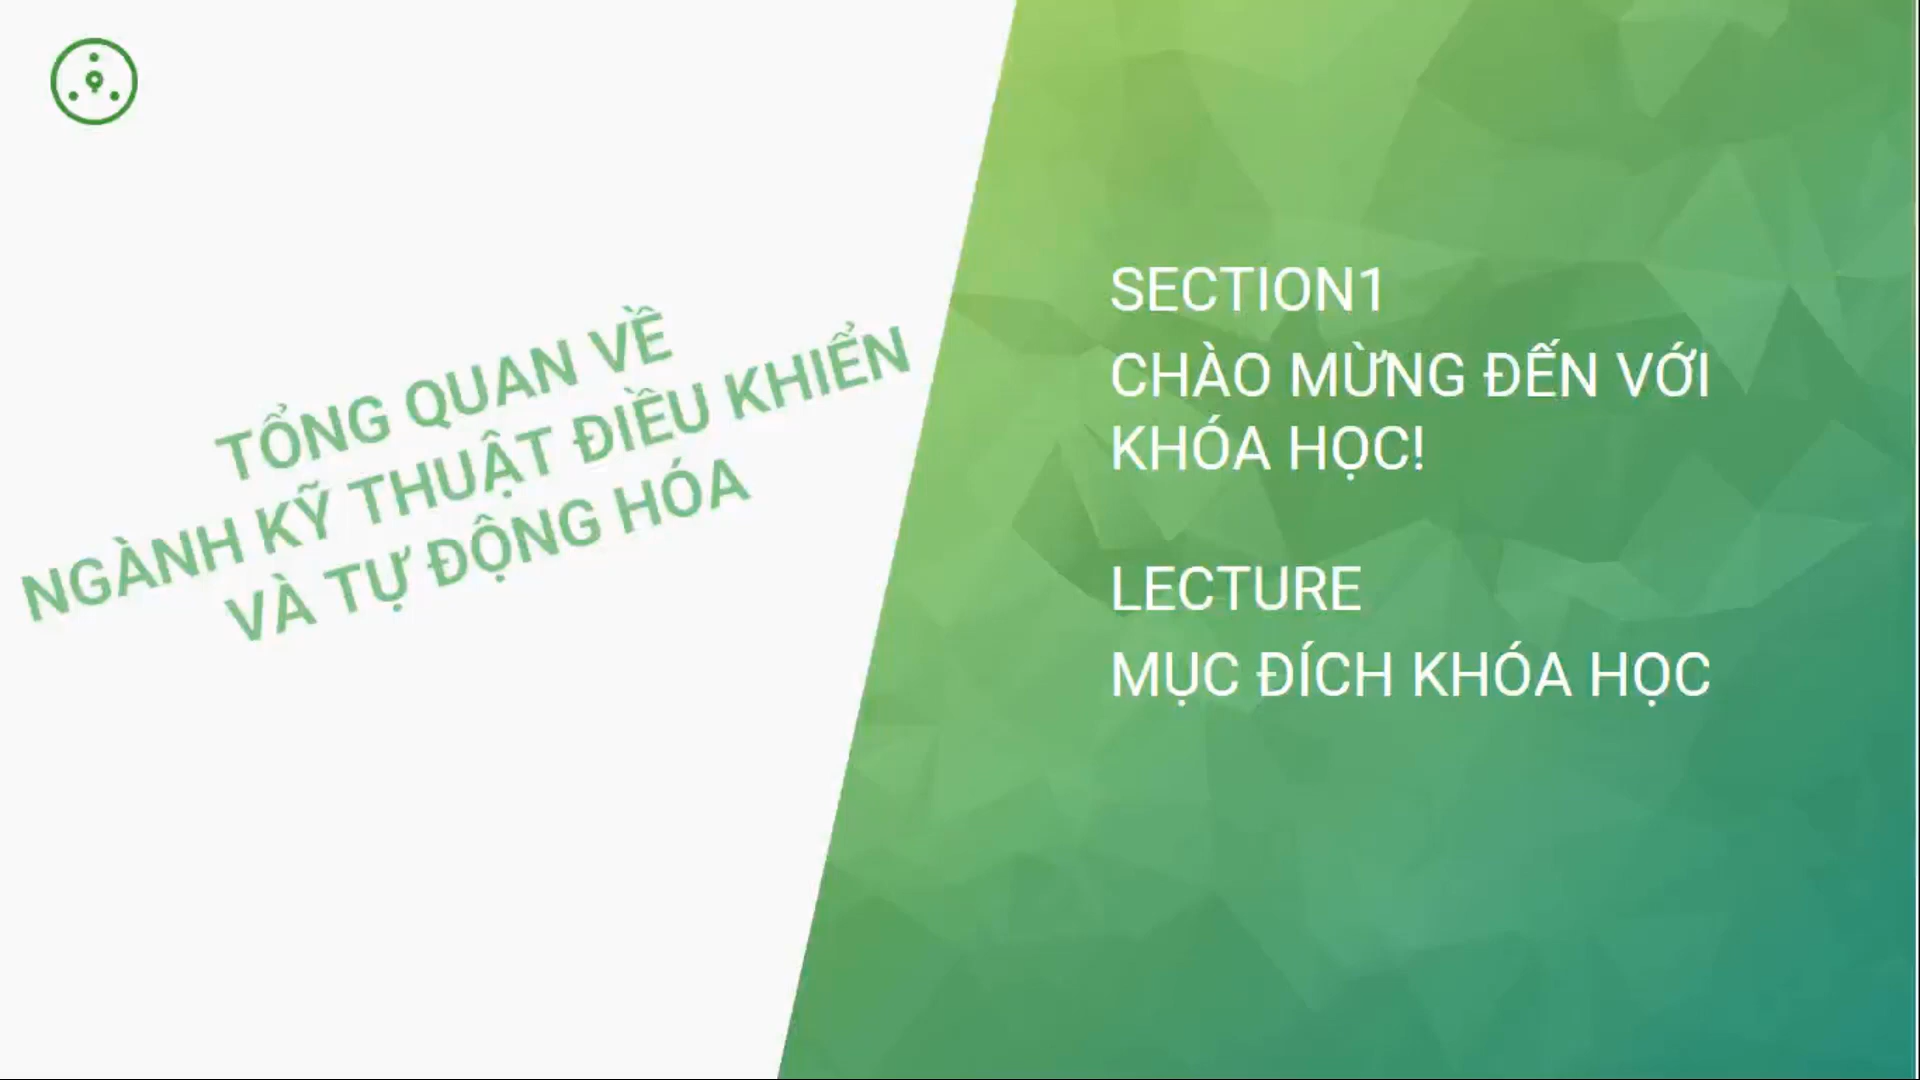 TỔNG QUAN VỀ
NGÀNH KỸ THUẬT ĐIỀU KHIỂN
VÀ TỰ ĐỘNG HÓA
SECTION1
CHÀO MỪNG ĐẾN VỚI
KHÓA HỌC!
LECTURE
MỤC ĐÍCH KHÓA HỌC